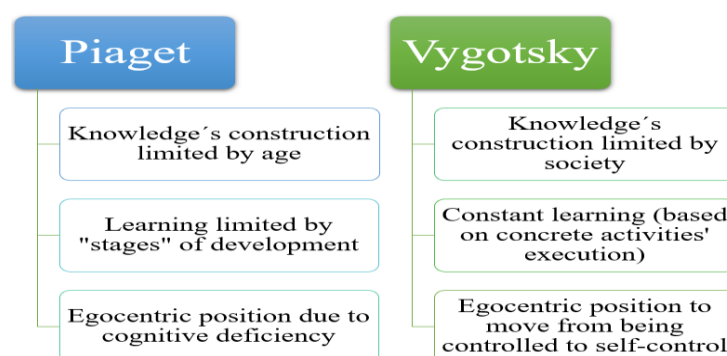 Piaget
Knowledge´s construction
limited by age
Learning limited by
"stages" of development
Egocentric position due to
cognitive deficiency
Vygotsky
Knowledge´s
construction limited by
society
Constant learning (based
on concrete activities'
execution)
Egocentric position to
move from being
controlled to self-control